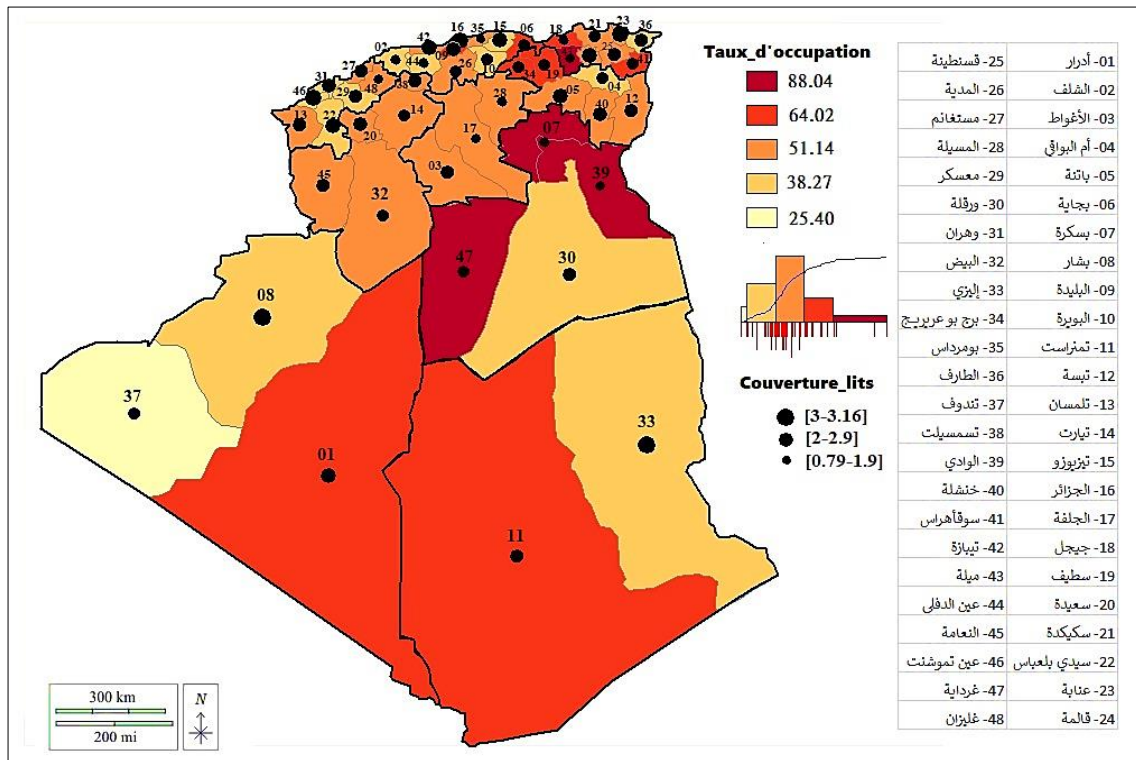 16
35
15
06
18
21
23
36
42
02
44
09
10
34
19
25
41
31
27
48
38
26
04
46
29
28
05
40
12
13
22
20
14
17
07
03
39
45
32
47
30
08
37
01
33
11
Taux_d'occupation
88.04
64.02
51.14
38.27
25.40
Couverture_lits
[3-3.16]
[2-2.9]
[0.79-1.9]
300 km
200 mi
N
01- أدرار
25- قسنطينة
02- الشلف
26- المدية
03- الأغواط
27- مستغانم
04- أم البواقي
28- المسيلة
05- باتنة
29- معسكر
06- بجاية
30- ورقلة
07- بسكرة
31- وهران
08- بشار
32- البيض
09- البليدة
33- إليزي
10- البويرة
34- برج بو عريريج
11- تمنراست
35- بومرداس
12- تبسة
36- الطارف
13- تلمسان
37- تندوف
14- تيارت
38- تسمسيلت
15- تيزيوزو
39- الوادي
16- الجزائر
40- خنشلة
17- الجلفة
41- سوقأهراس
18- جيجل
42- تيبازة
19- سطيف
43- ميلة
20- سعيدة
44- عين الدفلى
21- سكيكدة
45- النعامة
22- سيدي بلعباس
46- عين تموشنت
23- عنابة
47- غرداية
24- قالمة
48- غليزان